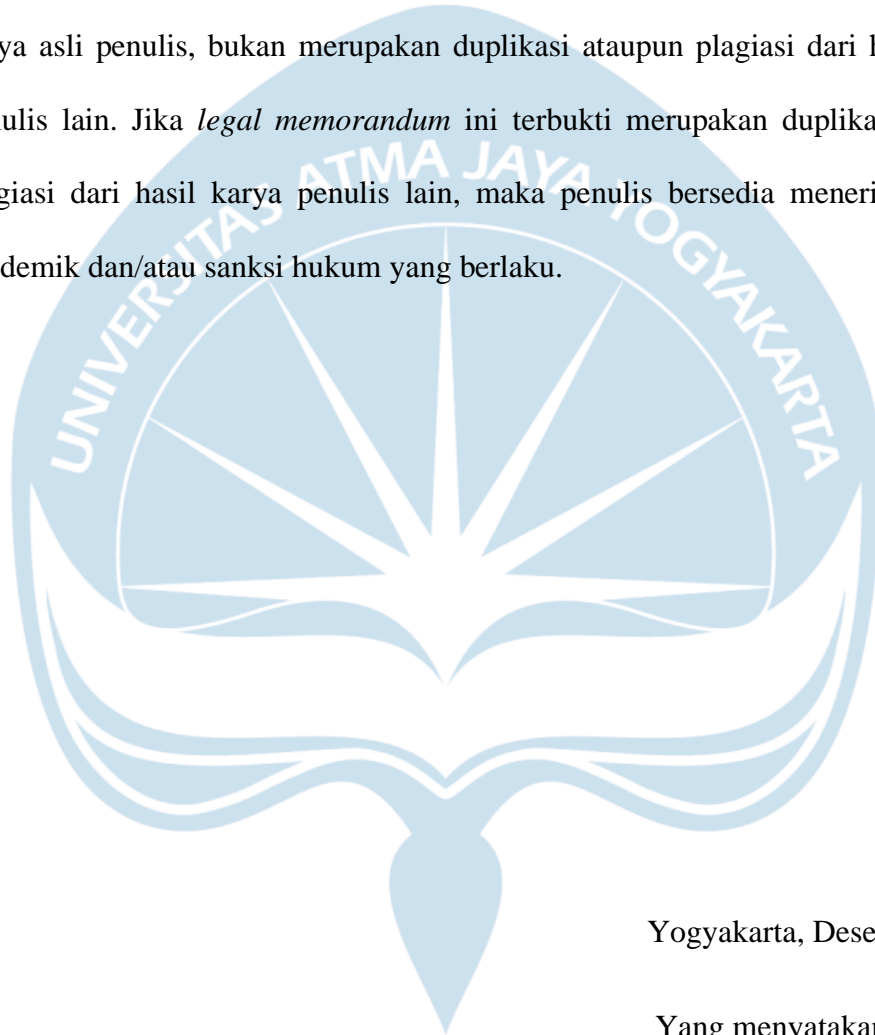 ya asli penulis, bukan merupakan duplikasi ataupun plagiasi dari h
nulis lain. Jika legal memorandum ini terbukti merupakan duplika
giasi dari hasil karya penulis lain, maka penulis bersedia meneri
demik dan/atau sanksi hukum yang berlaku.
UNIVERSITAS ATMA JAYA YOGYAKARTA
Yogyakarta, Dese
Yang menyatakan